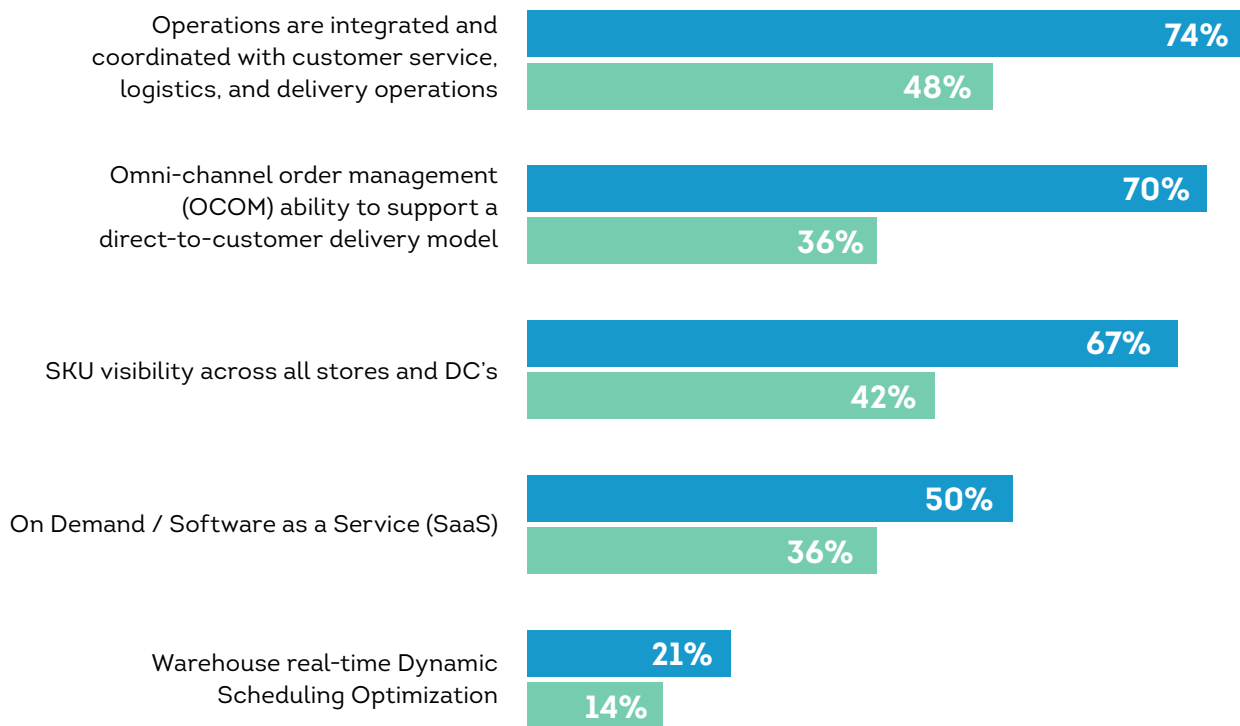 Operations are integrated and
coordinated with customer service,
logistics, and delivery operations
74%
48%
Omni-channel order management
(OCOM) ability to support a
direct-to-customer delivery model
70%
36%
SKU visibility across all stores and DC’s
67%
42%
On Demand / Software as a Service (SaaS)
50%
36%
Warehouse real-time Dynamic
Scheduling Optimization
21%
14%